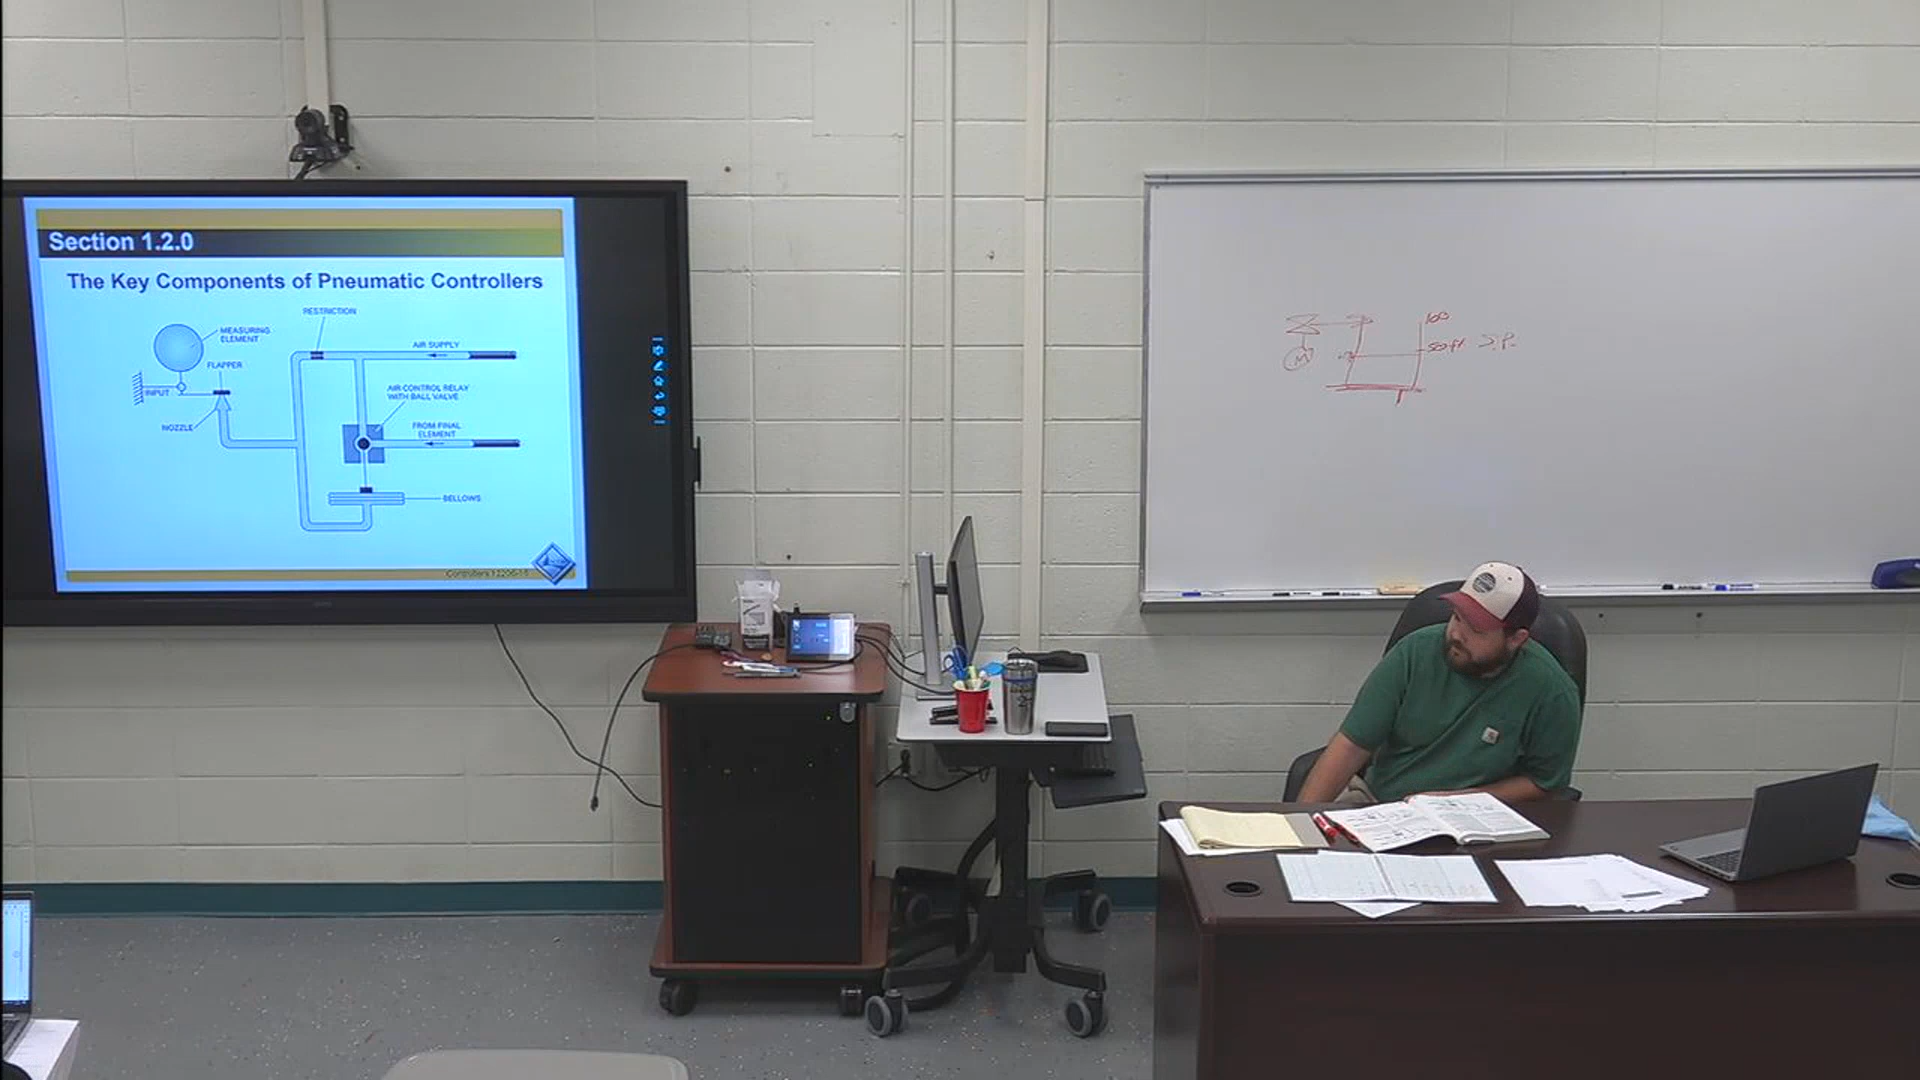 Section 1.2.0
The Key Components of Pneumatic Controllers
RESTRICTION
MEASURING
ELEMENT
AIR SUPPLY
FLAPPER
INPUT
AIR CONTROL RELAY
WITH BALL VALVE
NOZZLE
FROM FINAL
ELEMENT
BELLOWS
100
S.P.
M